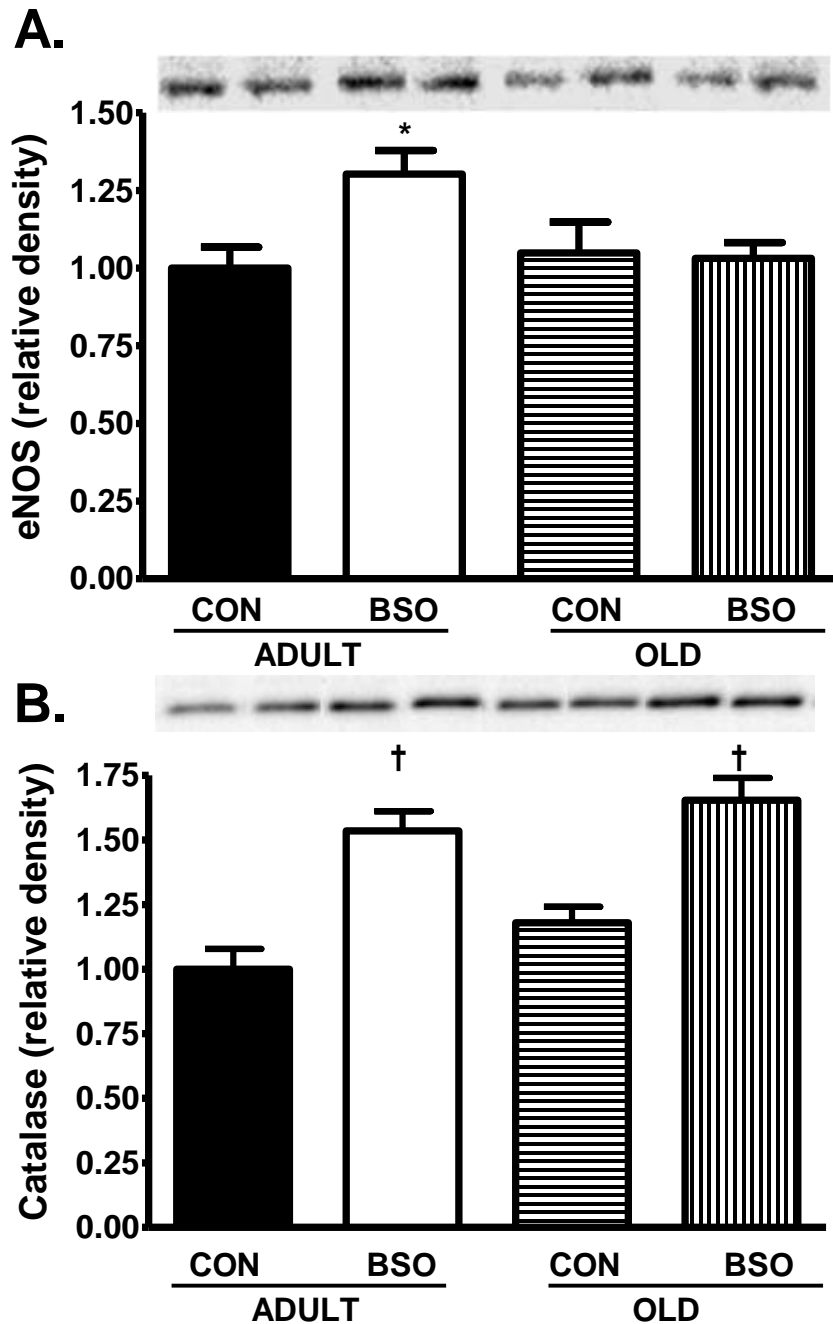 A.
eNOS (relative density)
1.50
*
1.25
1.00
0.75
0.50
0.25
0.00
CON BSO CON BSO
ADULT OLD
B.
Catalase (relative density)
† †
1.75
1.50
1.25
1.00
0.75
0.50
0.25
0.00
CON BSO CON BSO
ADULT OLD